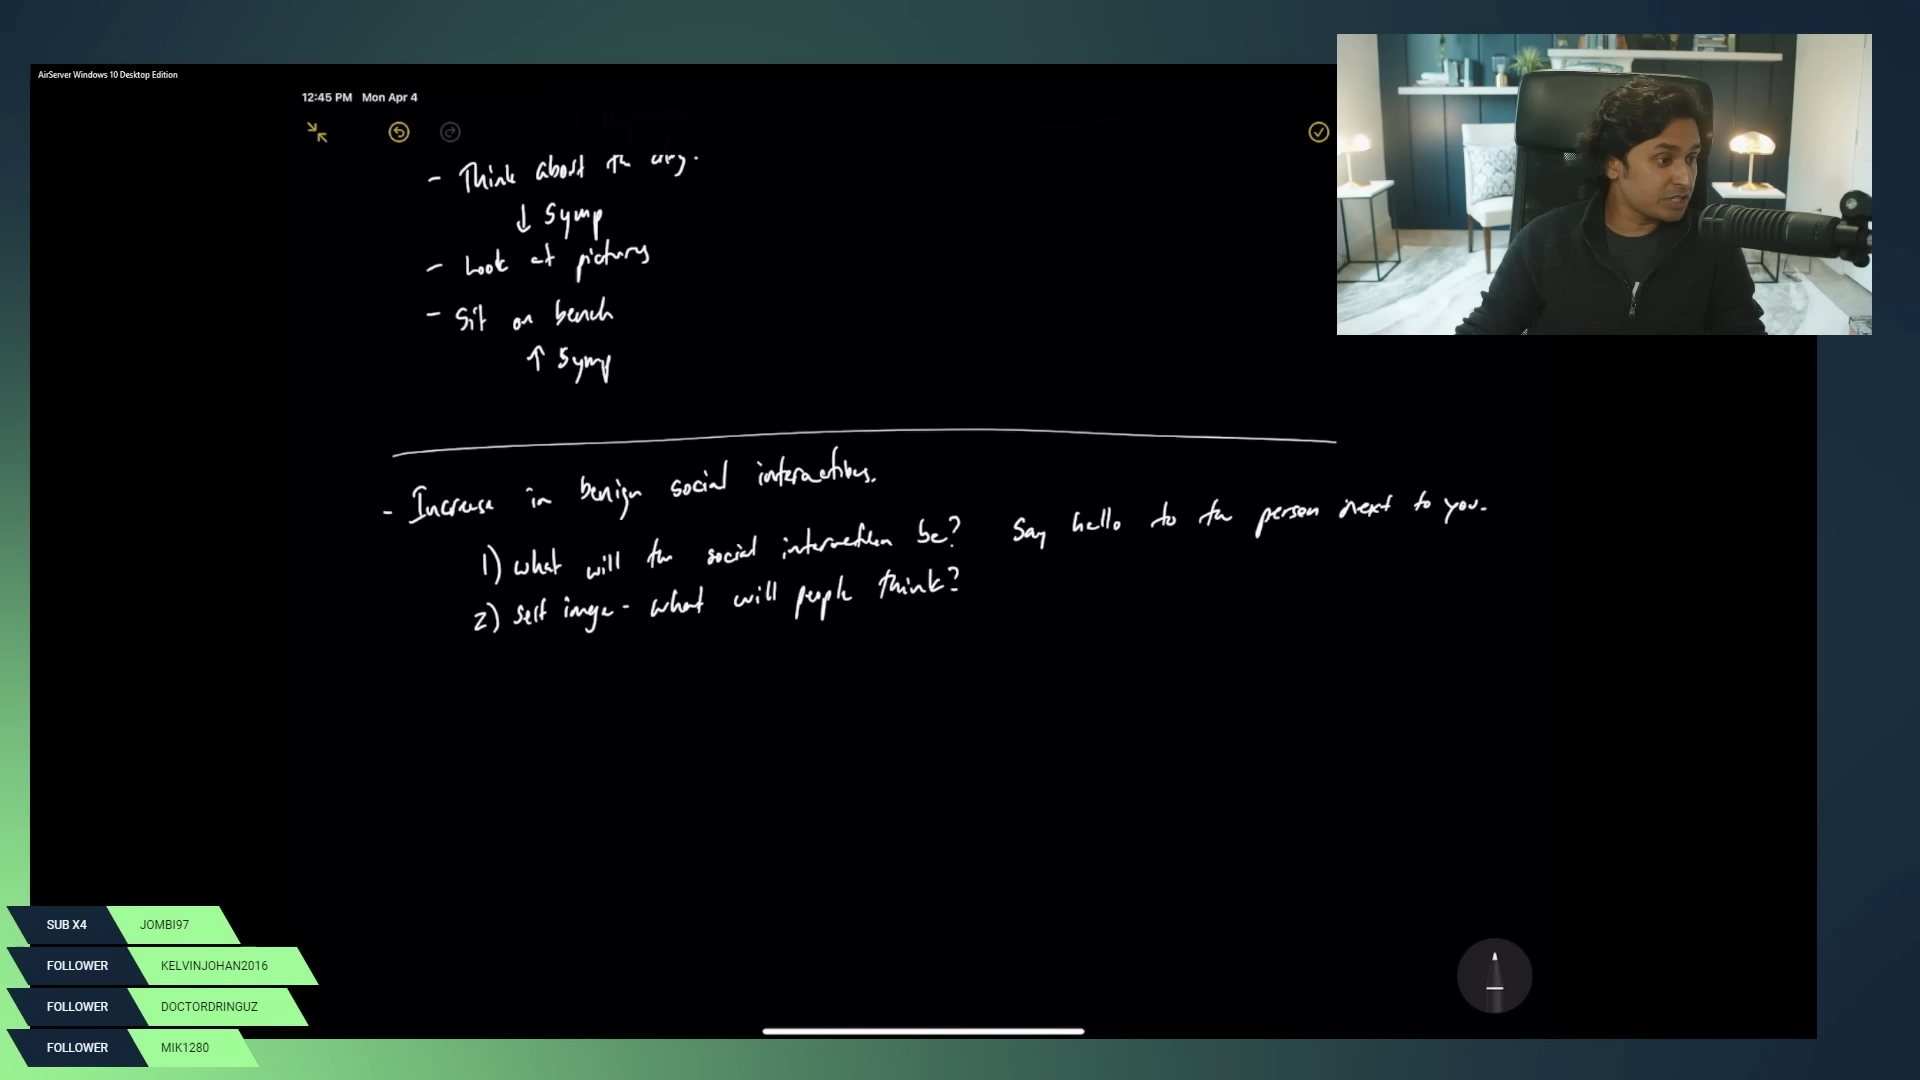 AirServer Windows 10 Desktop Edition
12:45 PM Mon Apr 4
- Think about the
↓ Symp
- Look at pictures
- Sit on bench
↑ Symp
- Increase in benign social interactions.
1) what will the social interaction be? Say hello to the person next to you.
2) self image - what will people think?
SUB X4 JOMBI97
FOLLOWER KELVINJOHAN2016
FOLLOWER DOCTORDRINGUZ
FOLLOWER MIK1280